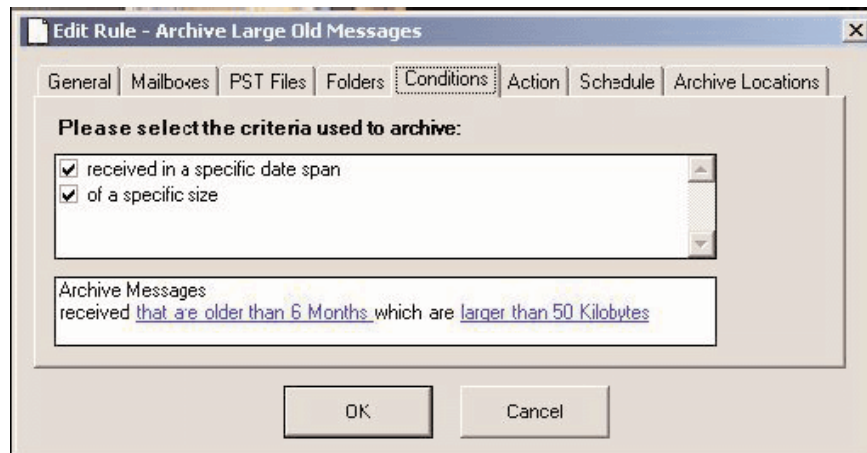 Edit Rule - Archive Large Old Messages
General Mailboxes PST Files Folders Conditions Action Schedule Archive Locations
Please select the criteria used to archive:
received in a specific date span
of a specific size
Archive Messages
received that are older than 6 Months which are larger than 50 Kilobytes
OK Cancel